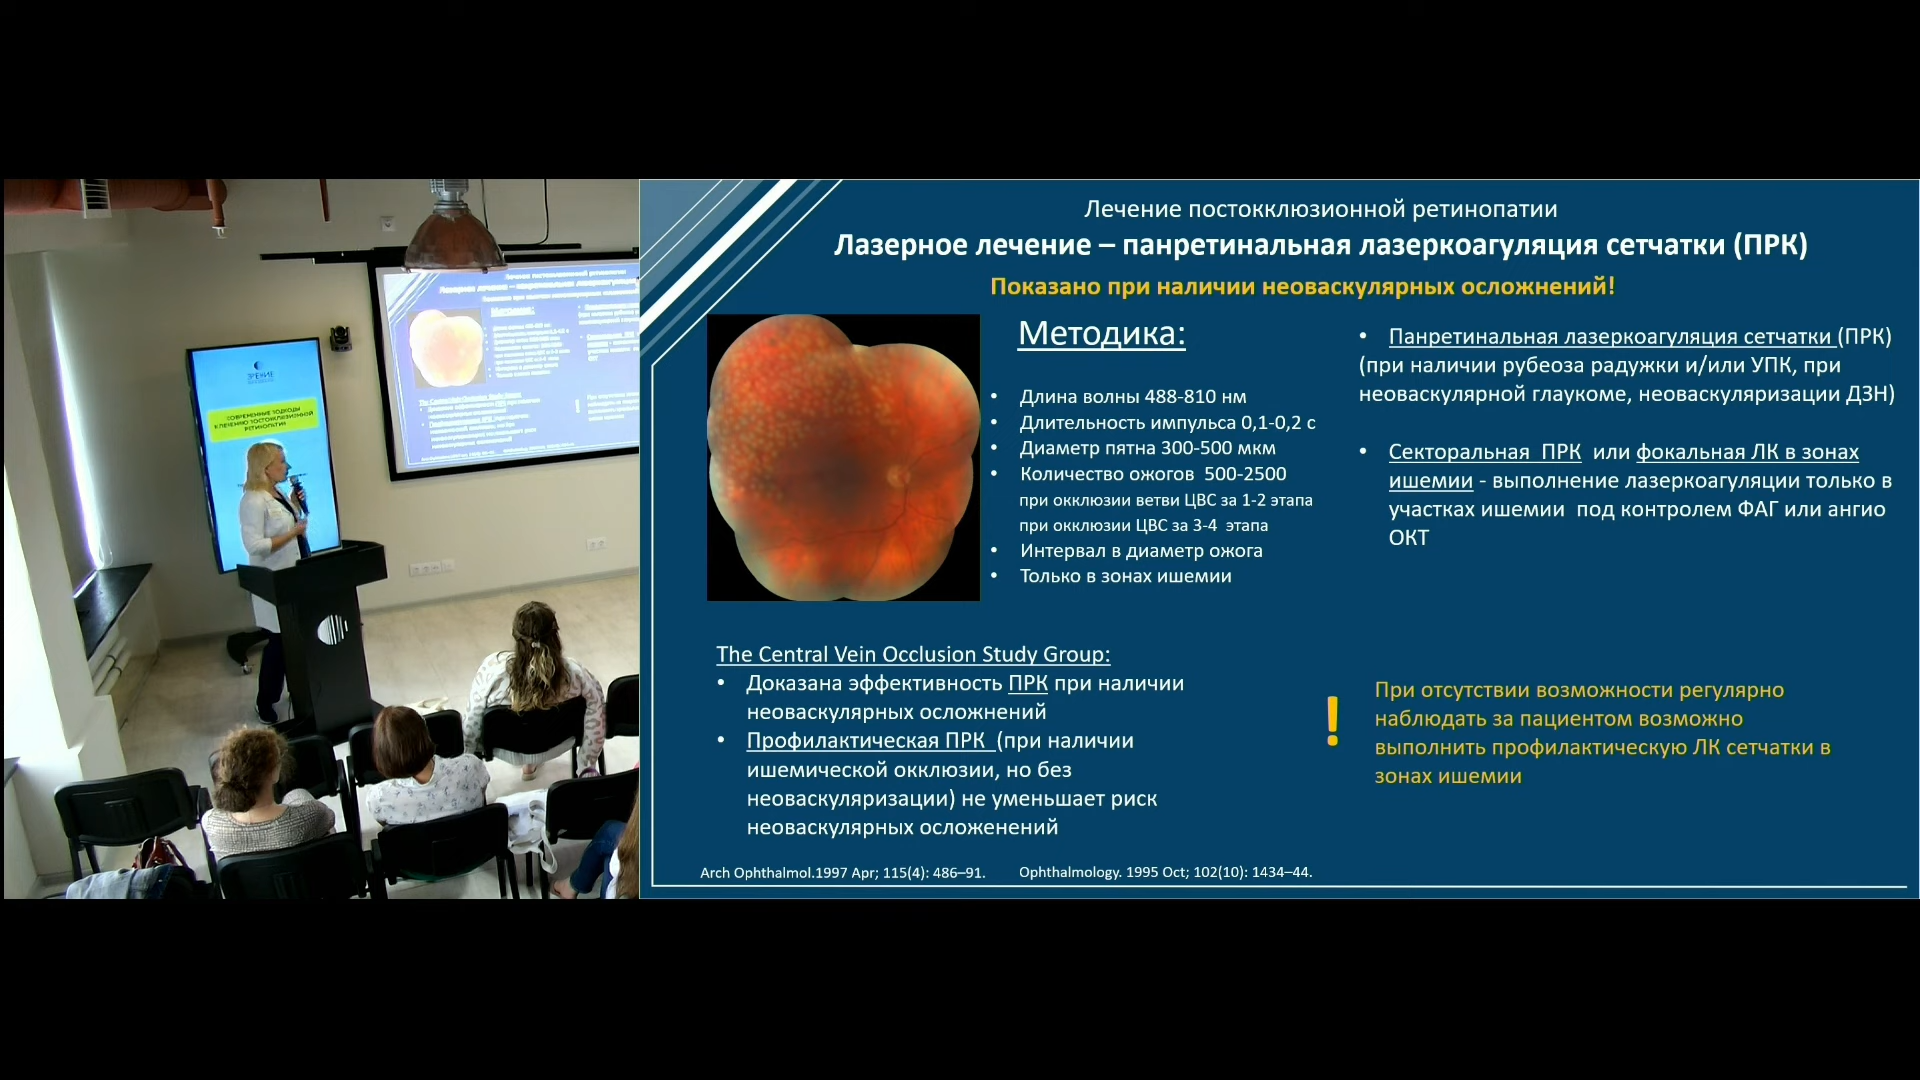 ЗРЕНИЕ
СОВРЕМЕННЫЕ ПОДХОДЫ
К ЛЕЧЕНИЮ ПОСТОККЛЮЗИОННОЙ
РЕТИНОПАТИИ
Лечение постокклюзионной ретинопатии
Лазерное лечение – панретинальная лазеркоагуляция сетчатки (ПРК)
Показано при наличии неоваскулярных осложнений!
Методика:
• Длина волны 488-810 нм
• Длительность импульса 0,1-0,2 с
• Диаметр пятна 300-500 мкм
• Количество ожогов 500-2500
при окклюзии ветви ЦВС за 1-2 этапа
при окклюзии ЦВС за 3-4 этапа
• Интервал в диаметр ожога
• Только в зонах ишемии
• Панретинальная лазеркоагуляция сетчатки (ПРК)
(при наличии рубеоза радужки и/или УПК, при
неоваскулярной глаукоме, неоваскуляризации ДЗН)
• Секторальная ПРК или фокальная ЛК в зонах
ишемии - выполнение лазеркоагуляции только в
участках ишемии под контролем ФАГ или ангио
ОКТ
The Central Vein Occlusion Study Group:
• Доказана эффективность ПРК при наличии
неоваскулярных осложнений
• Профилактическая ПРК (при наличии
ишемической окклюзии, но без
неоваскуляризации) не уменьшает риск
неоваскулярных осложенений
! При отсутствии возможности регулярно
наблюдать за пациентом возможно
выполнить профилактическую ЛК сетчатки в
зонах ишемии
Arch Ophthalmol.1997 Apr; 115(4): 486–91. Ophthalmology. 1995 Oct; 102(10): 1434–44.